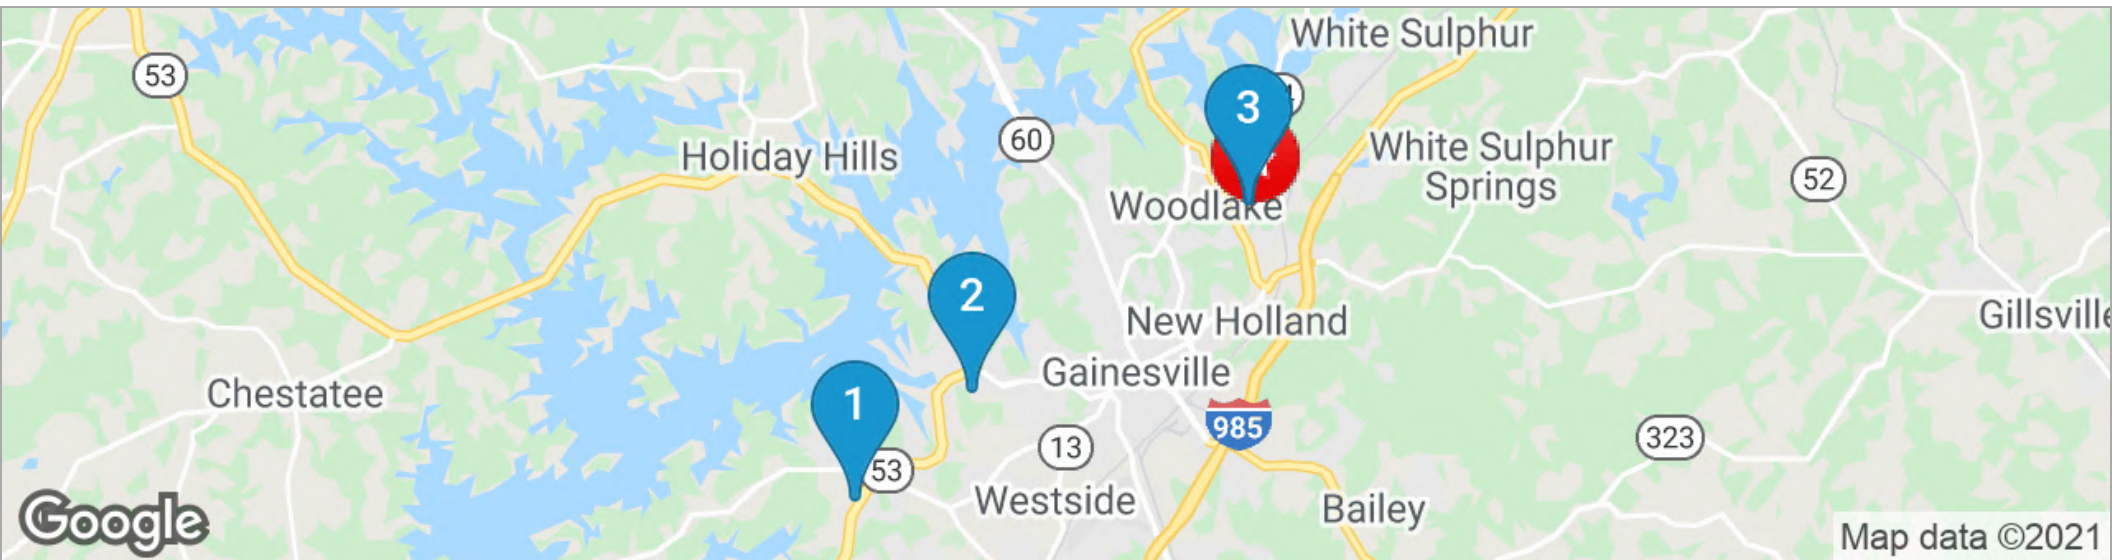 White Sulphur
53
3
4
60
Holiday Hills
White Sulphur
Springs
52
Woodlake
2
New Holland
Gillsville
Gainesville
Chestatee
1
985
13
323
53
Westside
Bailey
Google
Map data ©2021